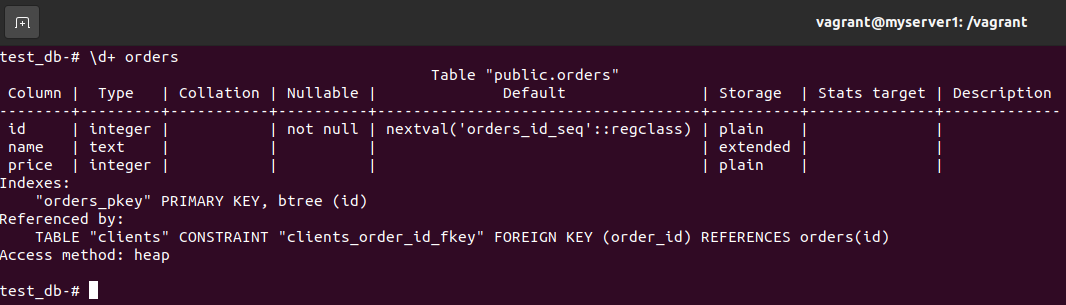 vagrant@myserver1: /vagrant
test_db-# \d+ orders
                                                Table "public.orders"
 Column |  Type   | Collation | Nullable |              Default               | Storage  | Stats target | Description
--------+---------+-----------+----------+------------------------------------+----------+--------------+-------------
 id     | integer |           | not null | nextval('orders_id_seq'::regclass) | plain    |              |
 name   | text    |           |          |                                    | extended |              |
 price  | integer |           |          |                                    | plain    |              |
Indexes:
    "orders_pkey" PRIMARY KEY, btree (id)
Referenced by:
    TABLE "clients" CONSTRAINT "clients_order_id_fkey" FOREIGN KEY (order_id) REFERENCES orders(id)
Access method: heap
test_db-#